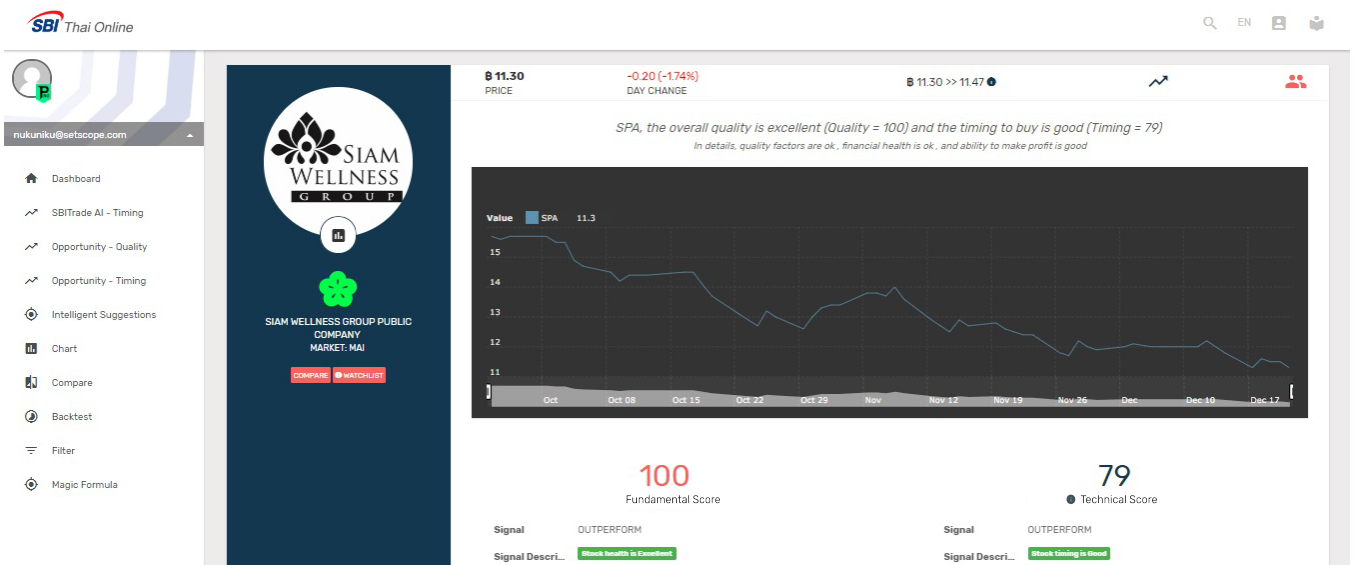 SBI Thai Online
EN
nukuniku@setscope.com
Dashboard
SBITrade AI - Timing
Opportunity - Quality
Opportunity - Timing
Intelligent Suggestions
Chart
Compare
Backtest
Filter
Magic Formula
SIAM
WELLNESS
GROUP
SIAM WELLNESS GROUP PUBLIC
COMPANY
MARKET: MAI
COMPARE WATCHLIST
฿ 11.30 -0.20 (-1.74%) ฿ 11.30 >> 11.47
PRICE DAY CHANGE
SPA, the overall quality is excellent (Quality = 100) and the timing to buy is good (Timing = 79)
In details, quality factors are ok , financial health is ok , and ability to make profit is good
Value SPA 11.3
15
14
13
12
11
Oct Oct 08 Oct 15 Oct 22 Oct 29 Nov Nov 12 Nov 19 Nov 26 Dec Dec 10 Dec 17
100 79
Fundamental Score Technical Score
Signal OUTPERFORM Signal OUTPERFORM
Signal Descri... Stock health is Excellent Signal Descri... Stock timing is Good